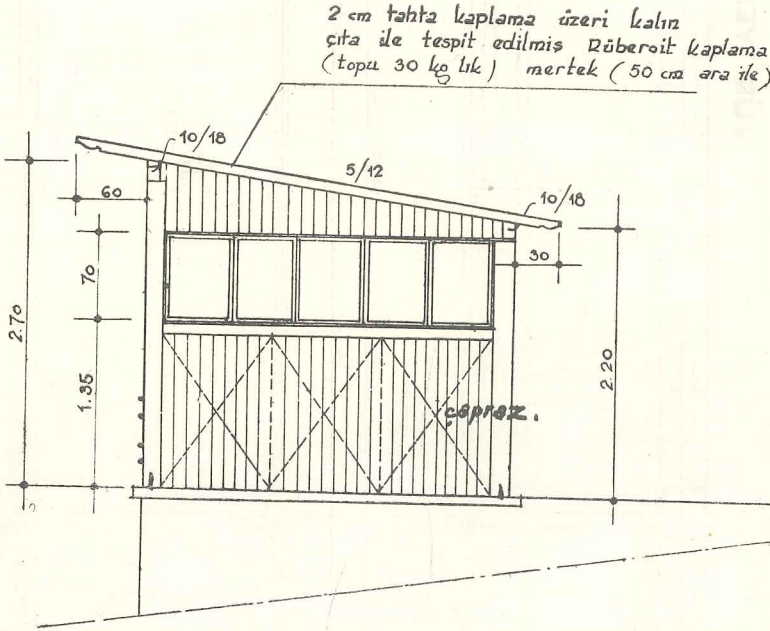 2 cm tahta kaplama üzeri kalın
çıta ile tespit edilmiş Rüberoit kaplama
(topu 30 kg lık) mertek (50 cm ara ile)
10/18
5/12
10/18
60
30
70
2.70
1.35
2.20
çapraz.